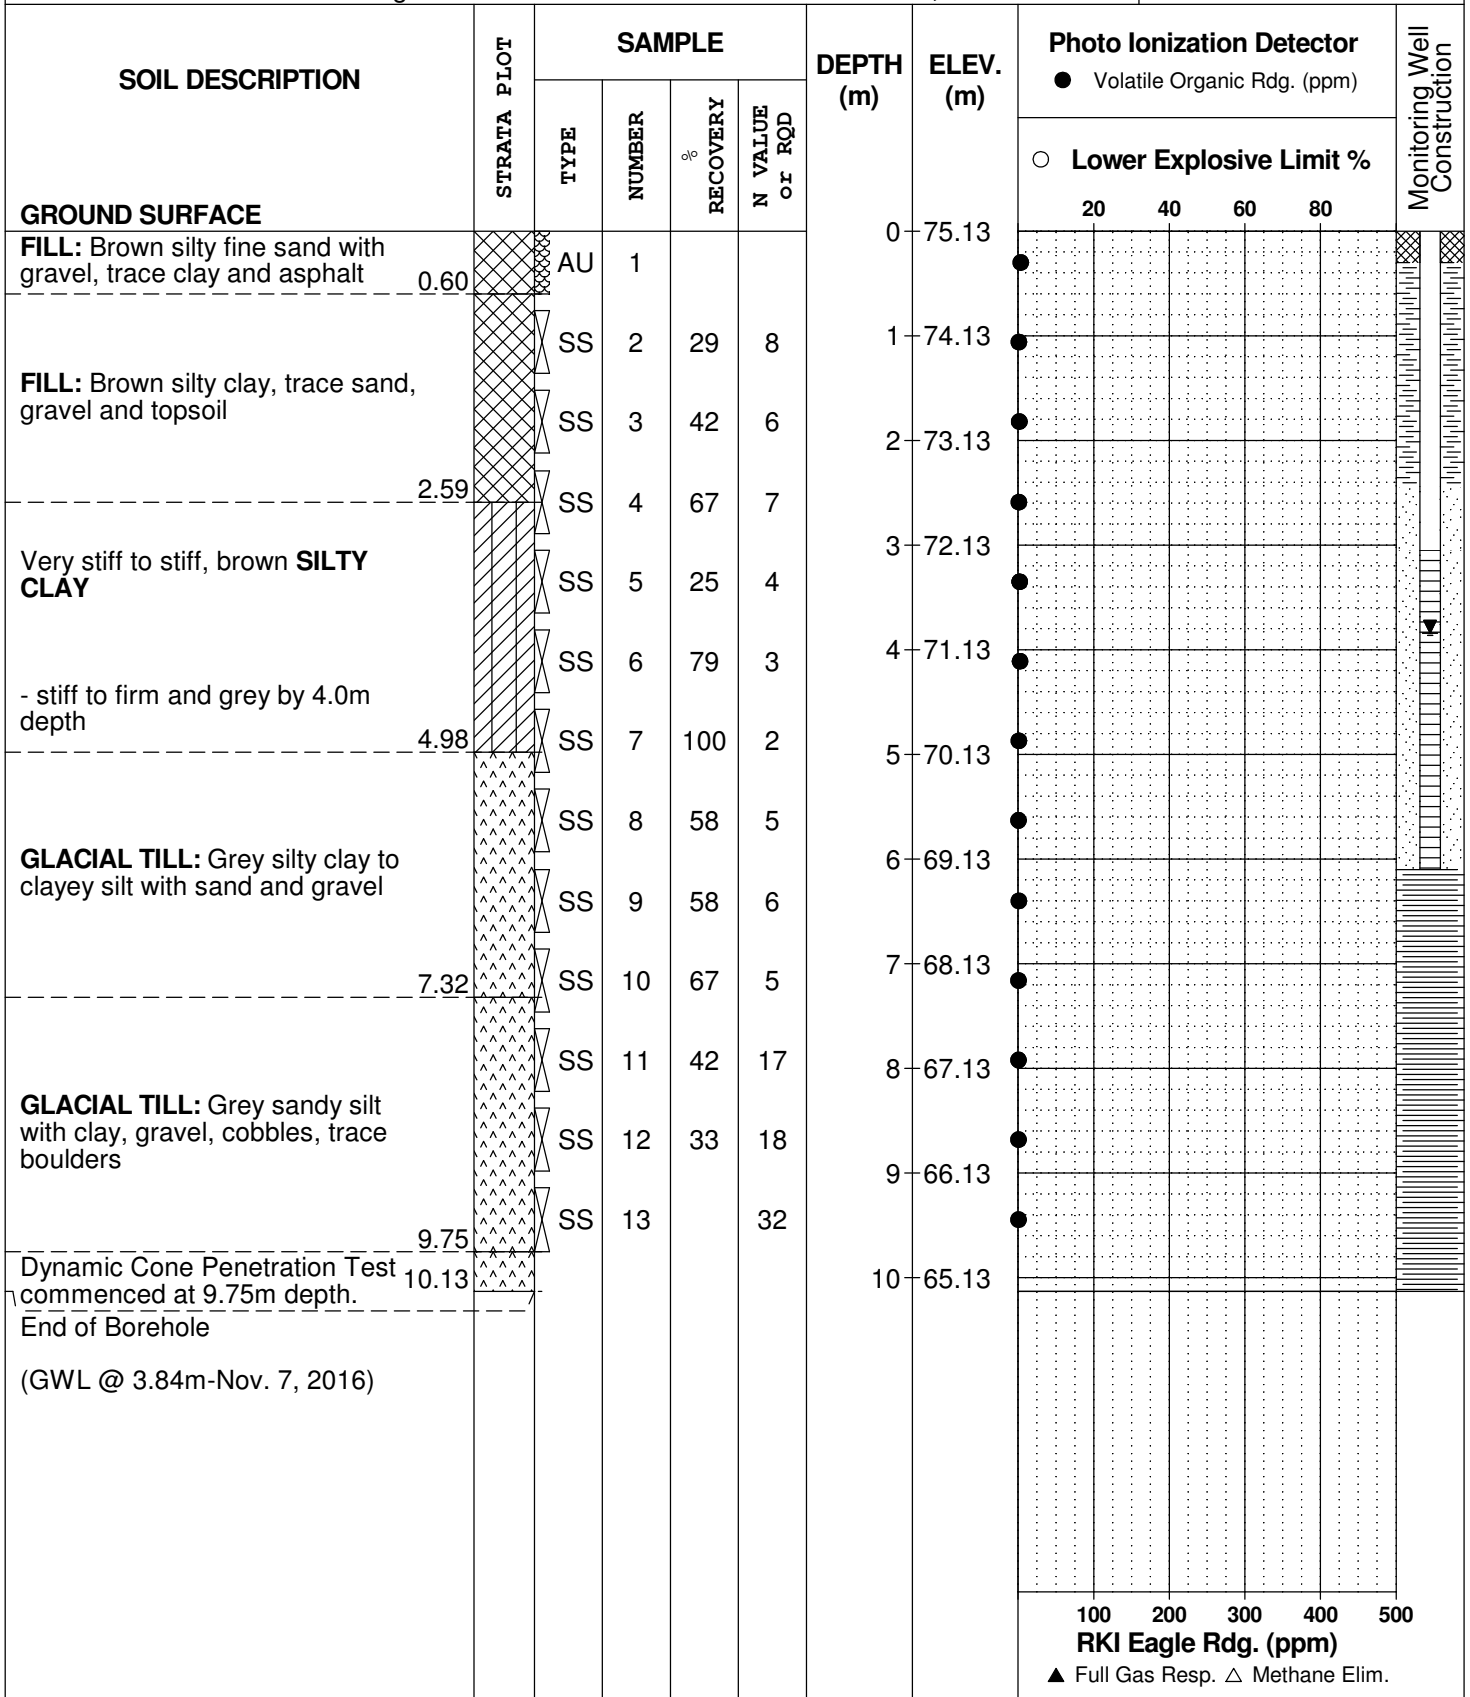 SOIL DESCRIPTION
STRATA PLOT
SAMPLE
TYPE
NUMBER
% RECOVERY
N VALUE or RQD
DEPTH (m)
ELEV. (m)
Photo Ionization Detector
● Volatile Organic Rdg. (ppm)
○ Lower Explosive Limit %
20 40 60 80
Monitoring Well Construction
GROUND SURFACE
0 75.13
FILL: Brown silty fine sand with
gravel, trace clay and asphalt 0.60
AU 1
SS 2 29 8
1 74.13
FILL: Brown silty clay, trace sand,
gravel and topsoil
SS 3 42 6
2 73.13
2.59
SS 4 67 7
3 72.13
Very stiff to stiff, brown SILTY
CLAY
SS 5 25 4
4 71.13
SS 6 79 3
- stiff to firm and grey by 4.0m
depth
4.98
SS 7 100 2
5 70.13
SS 8 58 5
GLACIAL TILL: Grey silty clay to
clayey silt with sand and gravel
6 69.13
SS 9 58 6
7 68.13
7.32
SS 10 67 5
SS 11 42 17
8 67.13
GLACIAL TILL: Grey sandy silt
with clay, gravel, cobbles, trace
boulders
SS 12 33 18
9 66.13
SS 13 32
9.75
Dynamic Cone Penetration Test
commenced at 9.75m depth.
10.13
10 65.13
End of Borehole
(GWL @ 3.84m-Nov. 7, 2016)
100 200 300 400 500
RKI Eagle Rdg. (ppm)
▲ Full Gas Resp. △ Methane Elim.